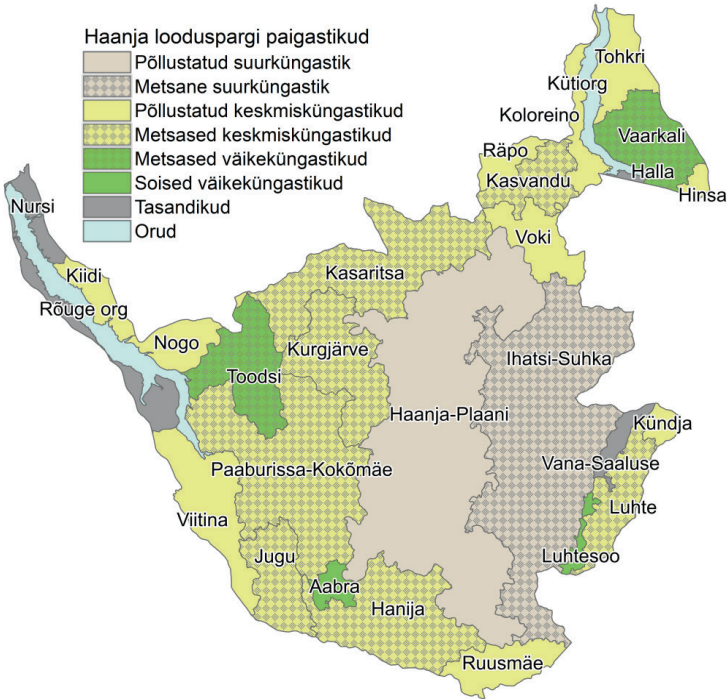 Haanja looduspargi paigastikud
Põllustatud suurküngastik
Metsane suurküngastik
Põllustatud keskmisküngastikud
Metsased keskmisküngastikud
Metsased väikeküngastikud
Soised väikeküngastikud
Tasandikud
Orud
Tohkri
Kütiorg
Koloreino
Vaarkali
Räpo
Halla
Kasvandu
Hinsa
Nursi
Voki
Kiidi
Kasaritsa
Rõuge org
Nogo
Kurgjärve
Ihatsi-Suhka
Toodsi
Haanja-Plaani
Kündja
Paaburissa-Kokõmäe
Vana-Saaluse
Viitina
Luhte
Jugu
Luhtesoo
Aabra
Hanija
Ruusmäe